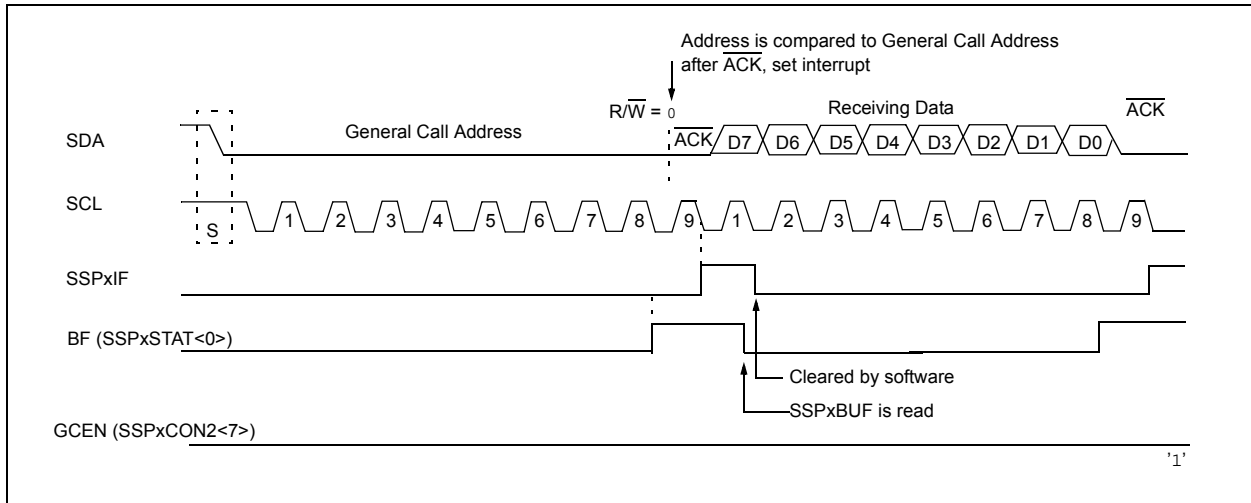 Address is compared to General Call Address
after ACK, set interrupt
R/W = 0
Receiving Data
ACK
SDA
General Call Address
ACK D7 D6 D5 D4 D3 D2 D1 D0
SCL
S
1 2 3 4 5 6 7 8 9 1 2 3 4 5 6 7 8 9
SSPxIF
BF (SSPxSTAT<0>)
Cleared by software
SSPxBUF is read
GCEN (SSPxCON2<7>)
'1'